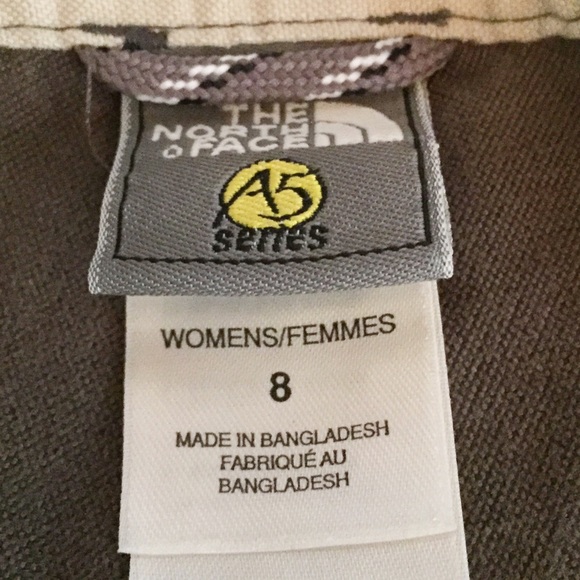 THE
NORTH
FACE
A5
series
WOMENS/FEMMES
8
MADE IN BANGLADESH
FABRIQUÉ AU
BANGLADESH